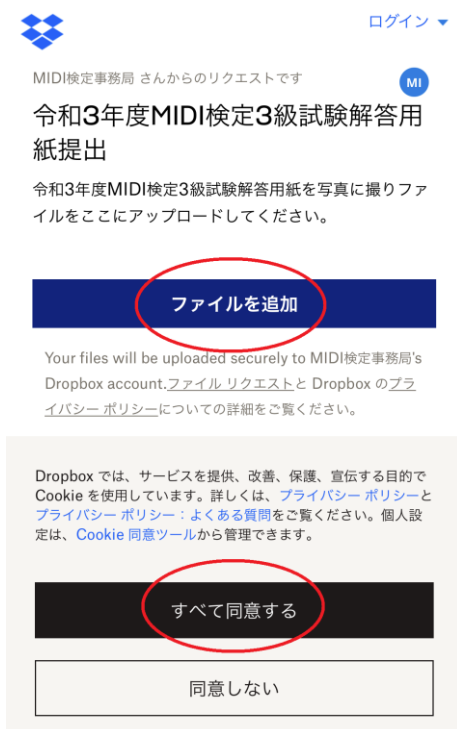 ログイン
MIDI検定事務局 さんからのリクエストです
MI
令和3年度MIDI検定3級試験解答用
紙提出
令和3年度MIDI検定3級試験解答用紙を写真に撮りファ
イルをここにアップロードしてください。
ファイルを追加
Your files will be uploaded securely to MIDI検定事務局's
Dropbox account.ファイル リクエストと Dropbox のプラ
イバシー ポリシーについての詳細をご覧ください。
Dropbox では、サービスを提供、改善、保護、宣伝する目的で
Cookie を使用しています。詳しくは、プライバシー ポリシーと
プライバシー ポリシー：よくある質問をご覧ください。個人設
定は、Cookie 同意ツールから管理できます。
すべて同意する
同意しない